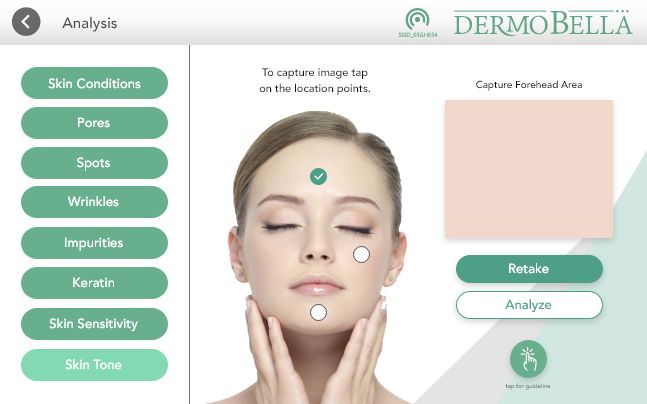 Analysis
SSID_65GH654
DERMOBELLA
Skin Conditions
Pores
Spots
Wrinkles
Impurities
Keratin
Skin Sensitivity
Skin Tone
To capture image tap
on the location points.
Capture Forehead Area
Retake
Analyze
tap for guideline